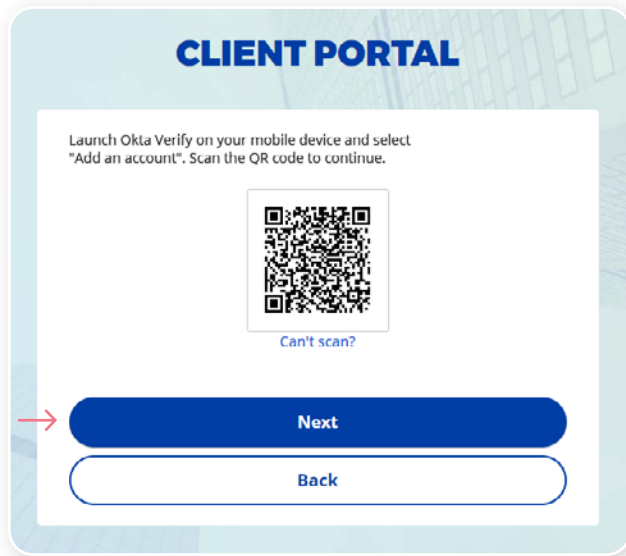 CLIENT PORTAL
Launch Okta Verify on your mobile device and select
"Add an account". Scan the QR code to continue.
Can't scan?
Next
Back